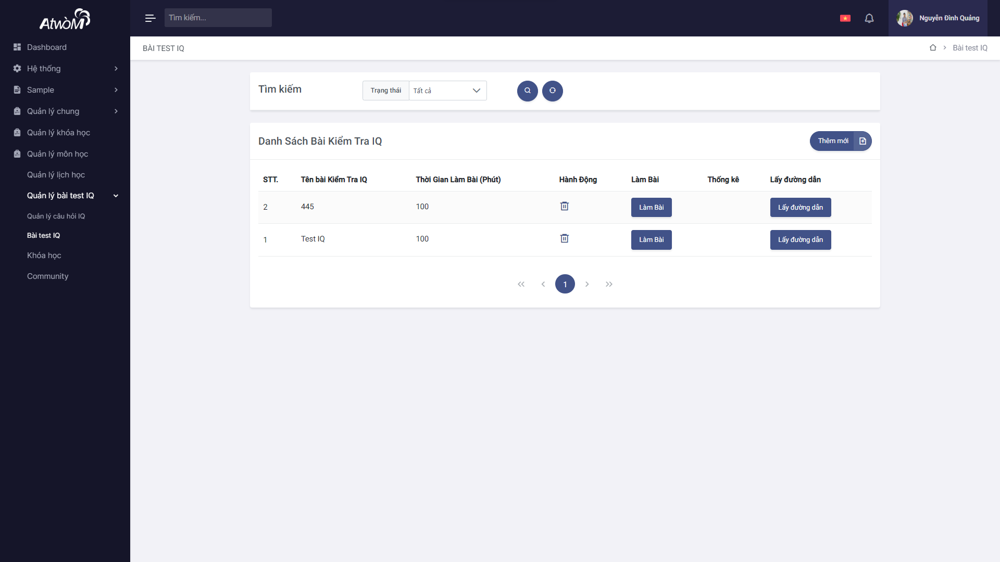 AtwòM
Tìm kiếm...
Nguyễn Đình Quảng
Dashboard
Hệ thống
Sample
Quản lý chung
Quản lý khóa học
Quản lý môn học
Quản lý lịch học
Quản lý bài test IQ
Quản lý câu hỏi IQ
Bài test IQ
Khóa học
Community
BÀI TEST IQ
Bài test IQ
Tìm kiếm
Trạng thái
Tất cả
Danh Sách Bài Kiểm Tra IQ
Thêm mới
STT. Tên bài Kiểm Tra IQ Thời Gian Làm Bài (Phút) Hành Động Làm Bài Thống kê Lấy đường dẫn
2 445 100 Làm Bài Lấy đường dẫn
1 Test IQ 100 Làm Bài Lấy đường dẫn
1